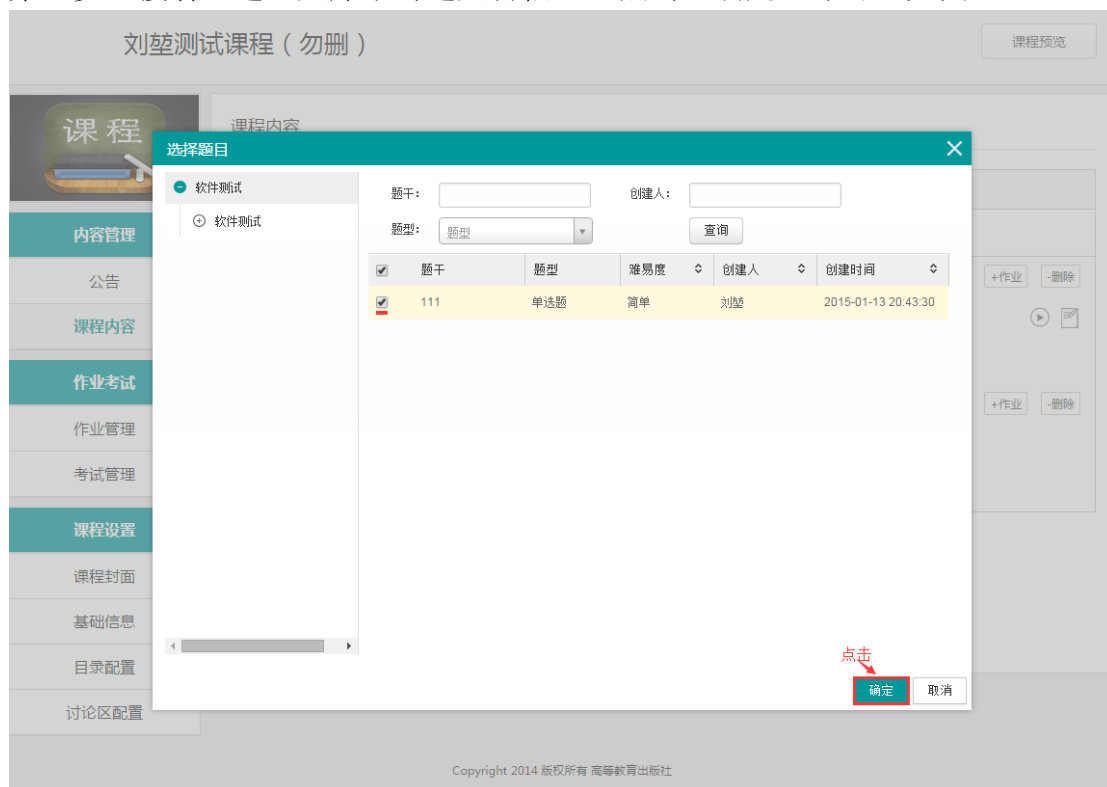 刘堃测试课程（勿删）
课程预览
课程
课程内容
选择题目
软件测试
软件测试
题干：
创建人：
题型：
题型
查询
题干 题型 难易度 创建人 创建时间
111 单选题 简单 刘堃 2015-01-13 20:43:30
内容管理
公告
课程内容
作业考试
作业管理
考试管理
课程设置
课程封面
基础信息
目录配置
讨论区配置
+作业 -删除
+作业 -删除
点击
确定 取消
Copyright 2014 版权所有 高等教育出版社